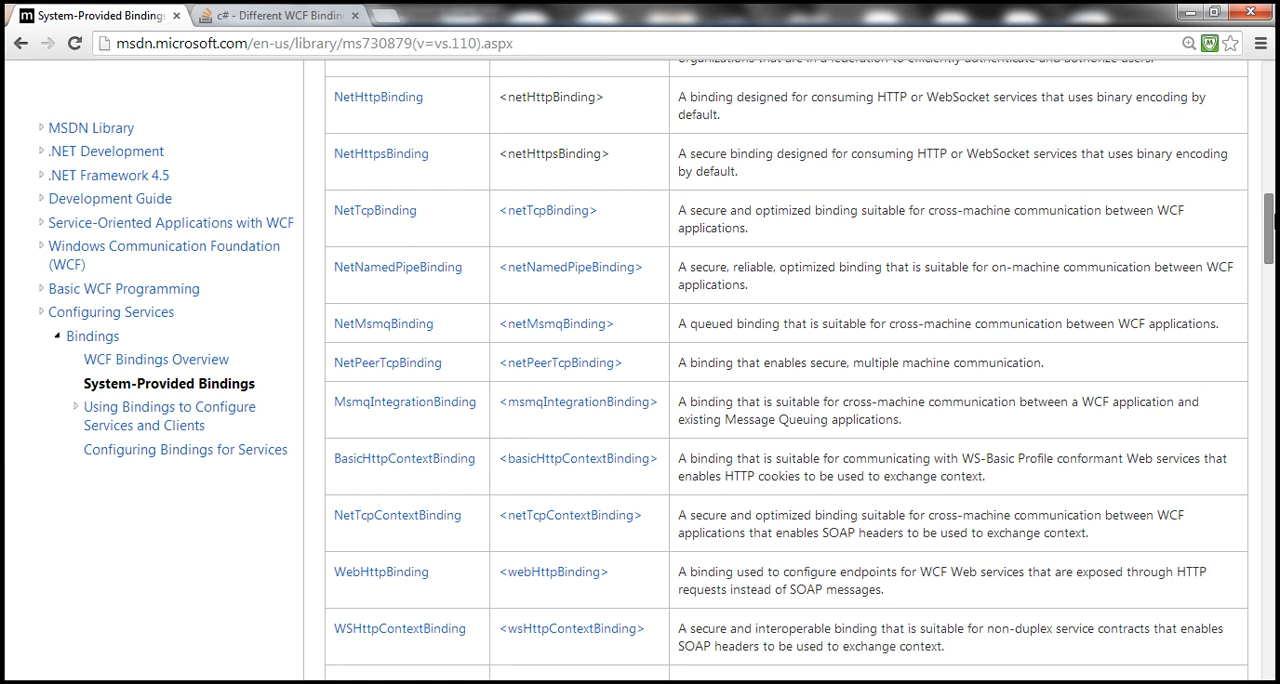 System-Provided Bindings
c# - Different WCF Bindin
msdn.microsoft.com/en-us/library/ms730879(v=vs.110).aspx
MSDN Library
.NET Development
.NET Framework 4.5
Development Guide
Service-Oriented Applications with WCF
Windows Communication Foundation
(WCF)
Basic WCF Programming
Configuring Services
Bindings
WCF Bindings Overview
System-Provided Bindings
Using Bindings to Configure
Services and Clients
Configuring Bindings for Services
organizations that are in a federation to efficiently authenticate and authorize users.
NetHttpBinding <netHttpBinding> A binding designed for consuming HTTP or WebSocket services that uses binary encoding by
default.
NetHttpsBinding <netHttpsBinding> A secure binding designed for consuming HTTP or WebSocket services that uses binary encoding
by default.
NetTcpBinding <netTcpBinding> A secure and optimized binding suitable for cross-machine communication between WCF
applications.
NetNamedPipeBinding <netNamedPipeBinding> A secure, reliable, optimized binding that is suitable for on-machine communication between WCF
applications.
NetMsmqBinding <netMsmqBinding> A queued binding that is suitable for cross-machine communication between WCF applications.
NetPeerTcpBinding <netPeerTcpBinding> A binding that enables secure, multiple machine communication.
MsmqIntegrationBinding <msmqIntegrationBinding> A binding that is suitable for cross-machine communication between a WCF application and
existing Message Queuing applications.
BasicHttpContextBinding <basicHttpContextBinding> A binding that is suitable for communicating with WS-Basic Profile conformant Web services that
enables HTTP cookies to be used to exchange context.
NetTcpContextBinding <netTcpContextBinding> A secure and optimized binding suitable for cross-machine communication between WCF
applications that enables SOAP headers to be used to exchange context.
WebHttpBinding <webHttpBinding> A binding used to configure endpoints for WCF Web services that are exposed through HTTP
requests instead of SOAP messages.
WSHttpContextBinding <wsHttpContextBinding> A secure and interoperable binding that is suitable for non-duplex service contracts that enables
SOAP headers to be used to exchange context.